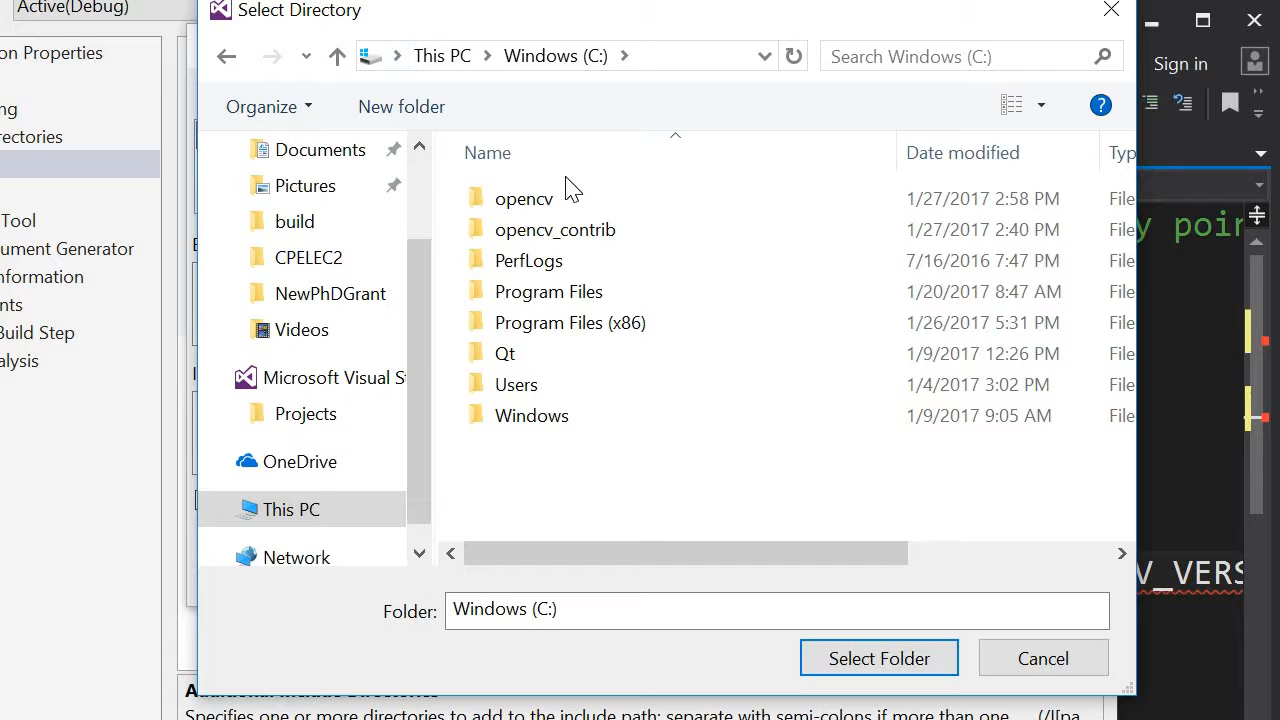 Active(Debug)
Select Directory
This PC
Windows (C:)
Search Windows (C:)
Sign in
on Properties
Organize
New folder
ng
rectories
Tool
ument Generator
nformation
nts
Build Step
alysis
Documents
Pictures
build
CPELEC2
NewPhDGrant
Videos
Microsoft Visual S
Projects
OneDrive
This PC
Network
Name Date modified Typ
opencv 1/27/2017 2:58 PM File
opencv_contrib 1/27/2017 2:40 PM File
PerfLogs 7/16/2016 7:47 PM File
Program Files 1/20/2017 8:47 AM File
Program Files (x86) 1/26/2017 5:31 PM File
Qt 1/9/2017 12:26 PM File
Users 1/4/2017 3:02 PM File
Windows 1/9/2017 9:05 AM File
y poin
V_VERS
Folder: Windows (C:)
Select Folder
Cancel
Additional Include Directories
Specifies one or more directories to add to the include path; separate with semi-colons if more than one. (/I[pa